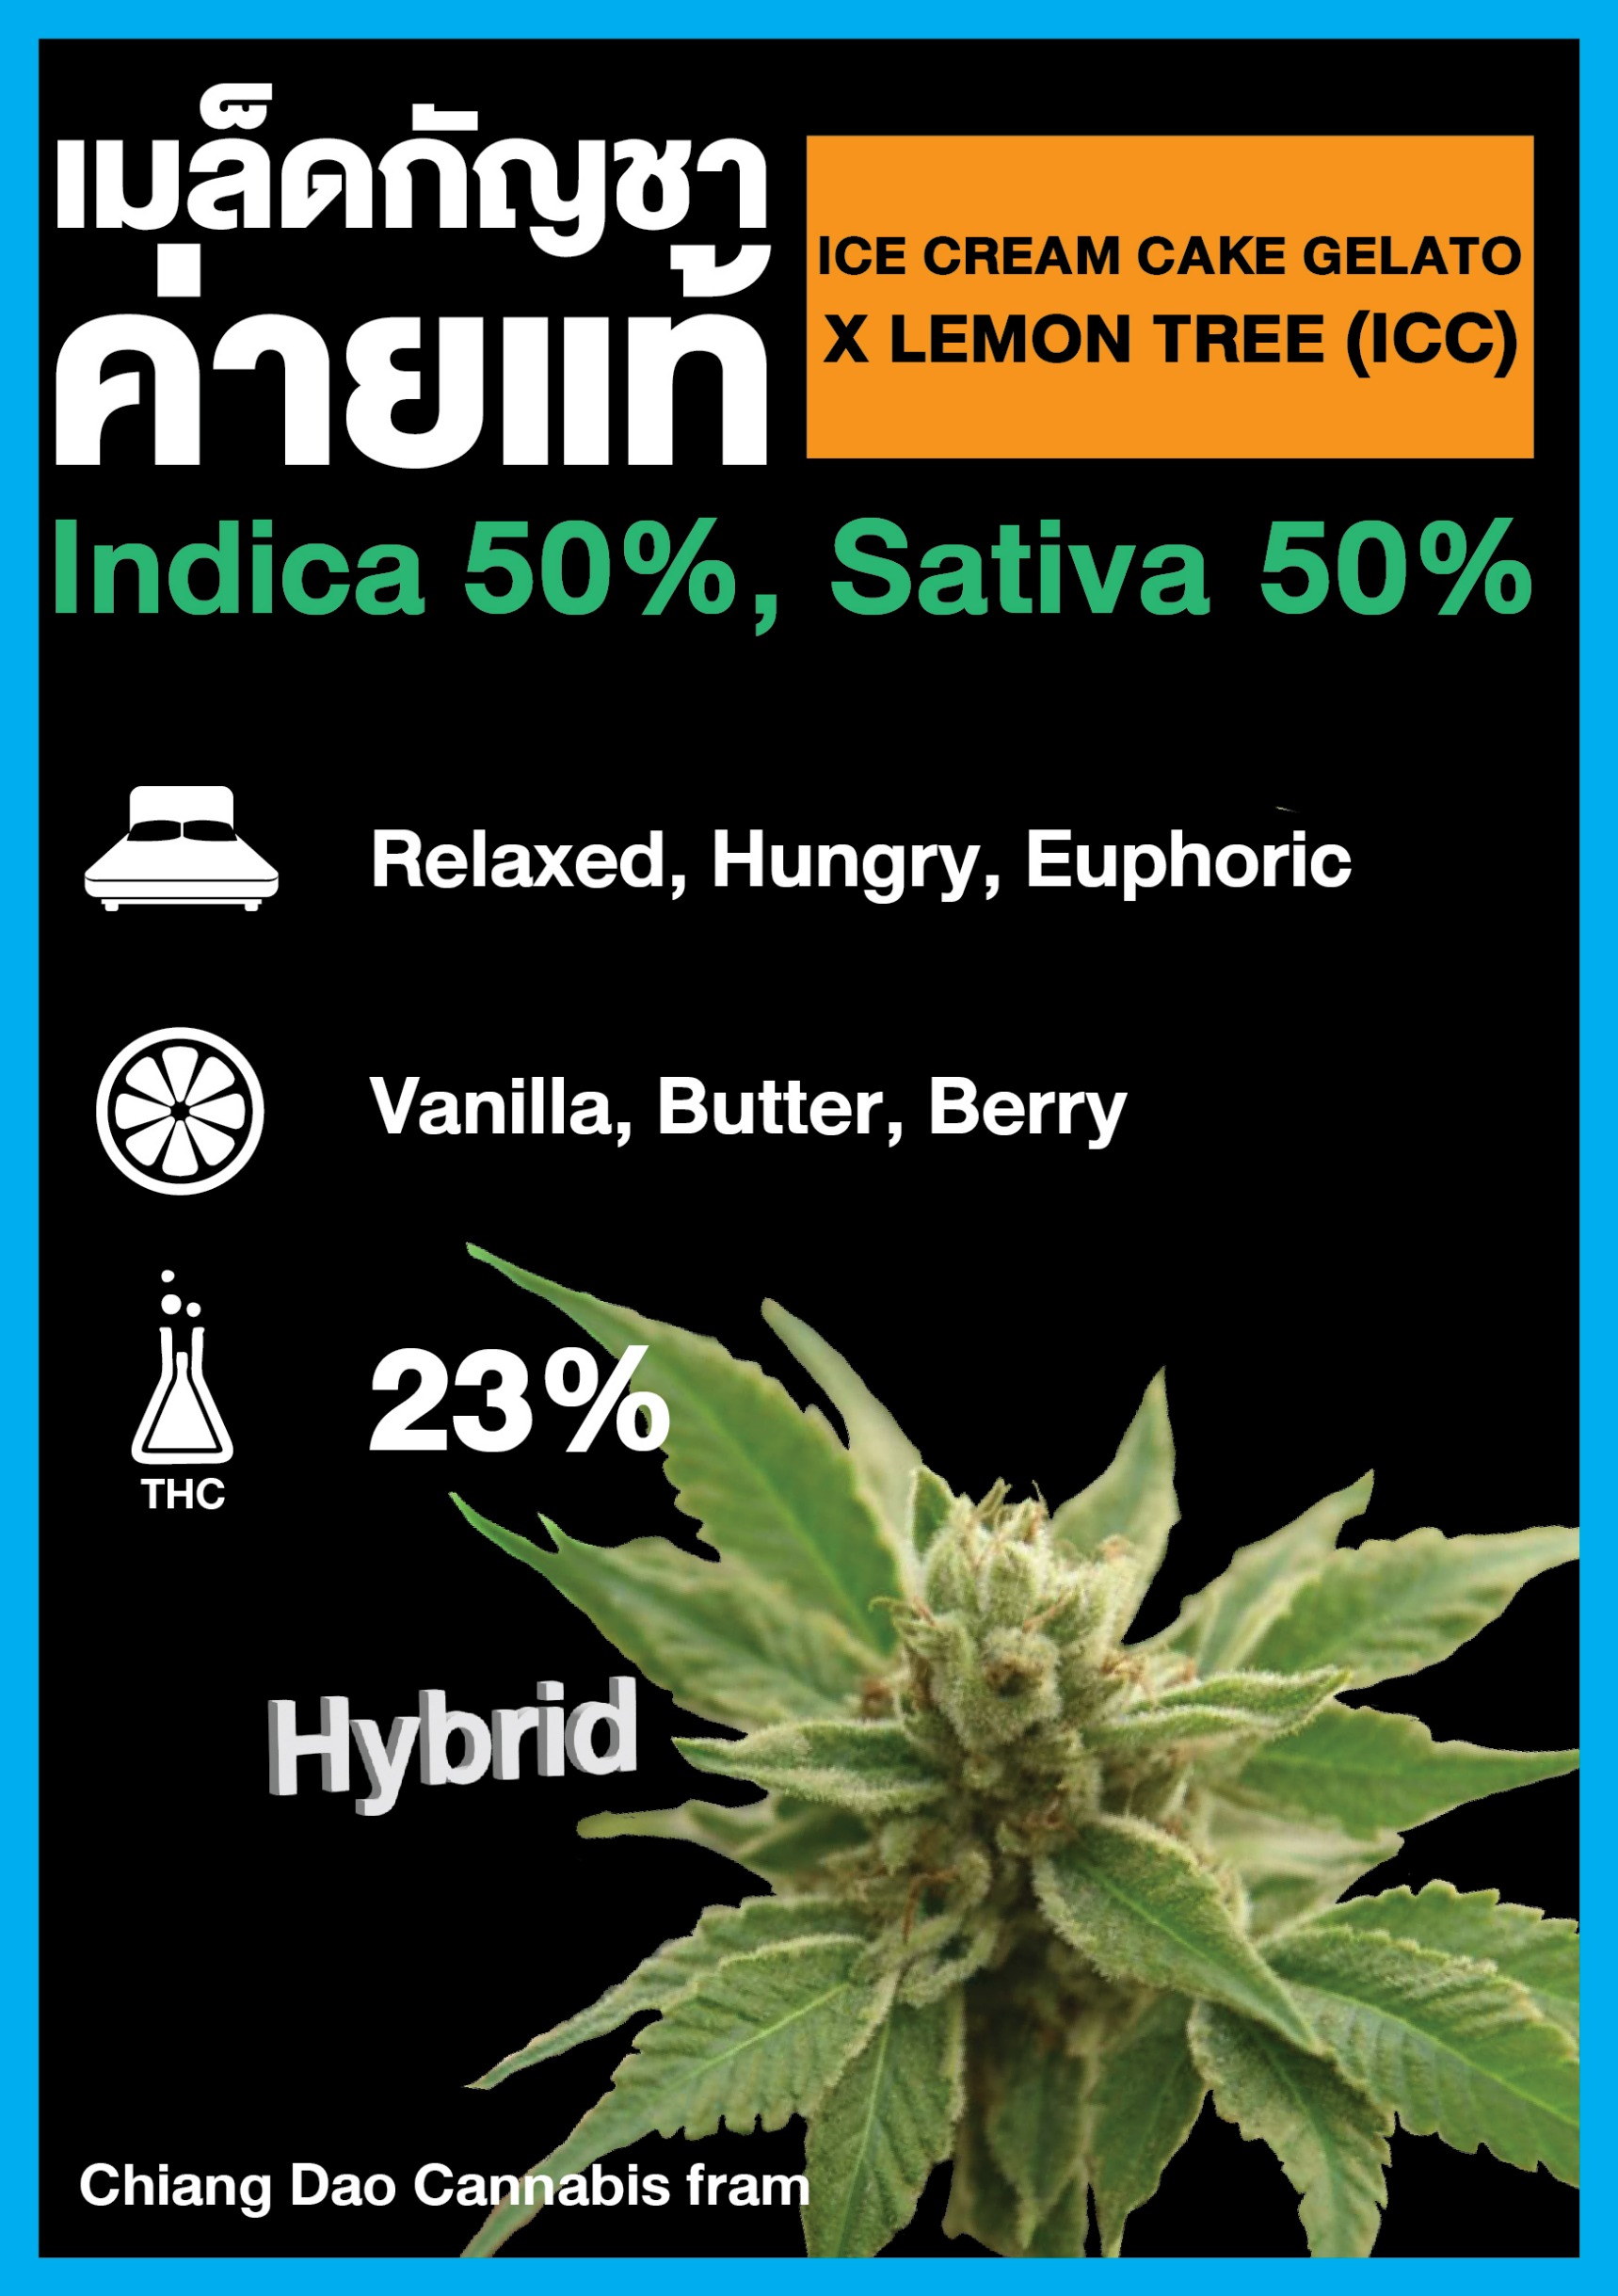 เมล็ดกัญชา
ค่ายแท้
ICE CREAM CAKE GELATO
X LEMON TREE (ICC)
Indica 50%, Sativa 50%
Relaxed, Hungry, Euphoric
Vanilla, Butter, Berry
23%
THC
Hybrid
Chiang Dao Cannabis fram